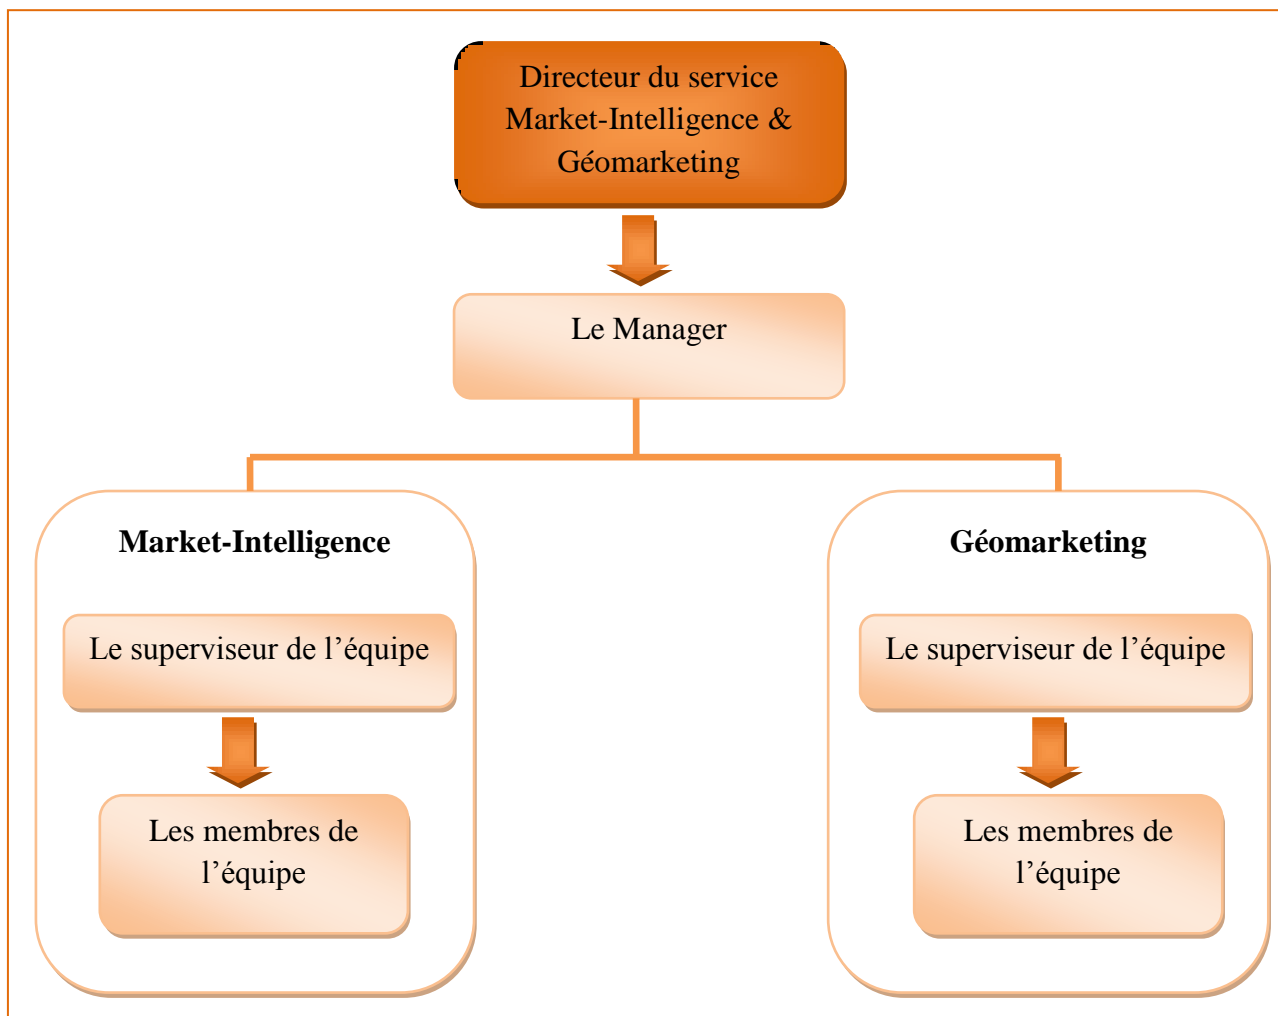 Directeur du service
Market-Intelligence &
Géomarketing
Le Manager
Market-Intelligence
Le superviseur de l’équipe
Les membres de
l’équipe
Géomarketing
Le superviseur de l’équipe
Les membres de
l’équipe